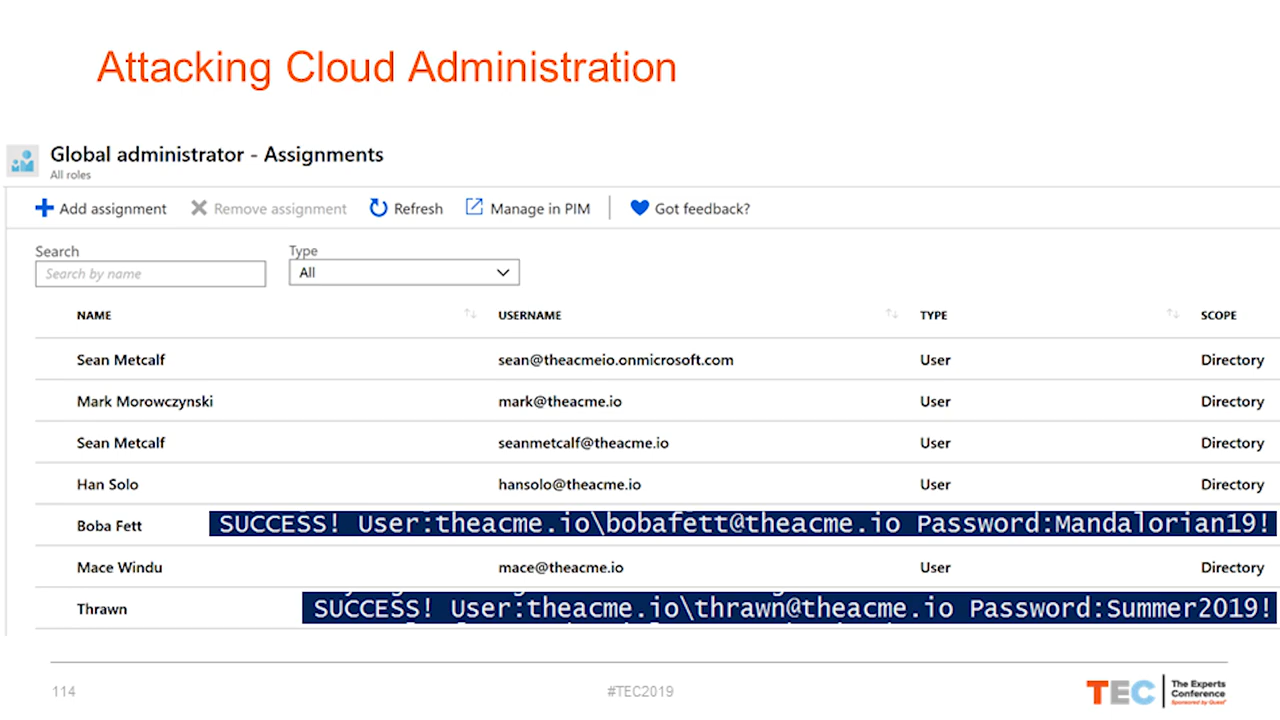 Attacking Cloud Administration
Global administrator - Assignments
All roles
Add assignment Remove assignment Refresh Manage in PIM Got feedback?
Search Type
Search by name All
NAME USERNAME TYPE SCOPE
Sean Metcalf sean@theacmeio.onmicrosoft.com User Directory
Mark Morowczynski mark@theacme.io User Directory
Sean Metcalf seanmetcalf@theacme.io User Directory
Han Solo hansolo@theacme.io User Directory
Boba Fett SUCCESS! User:theacme.io\bobafett@theacme.io Password:Mandalorian19!
Mace Windu mace@theacme.io User Directory
Thrawn SUCCESS! User:theacme.io\thrawn@theacme.io Password:Summer2019!
114 #TEC2019 TEC The Experts
Conference
Sponsored by Quest